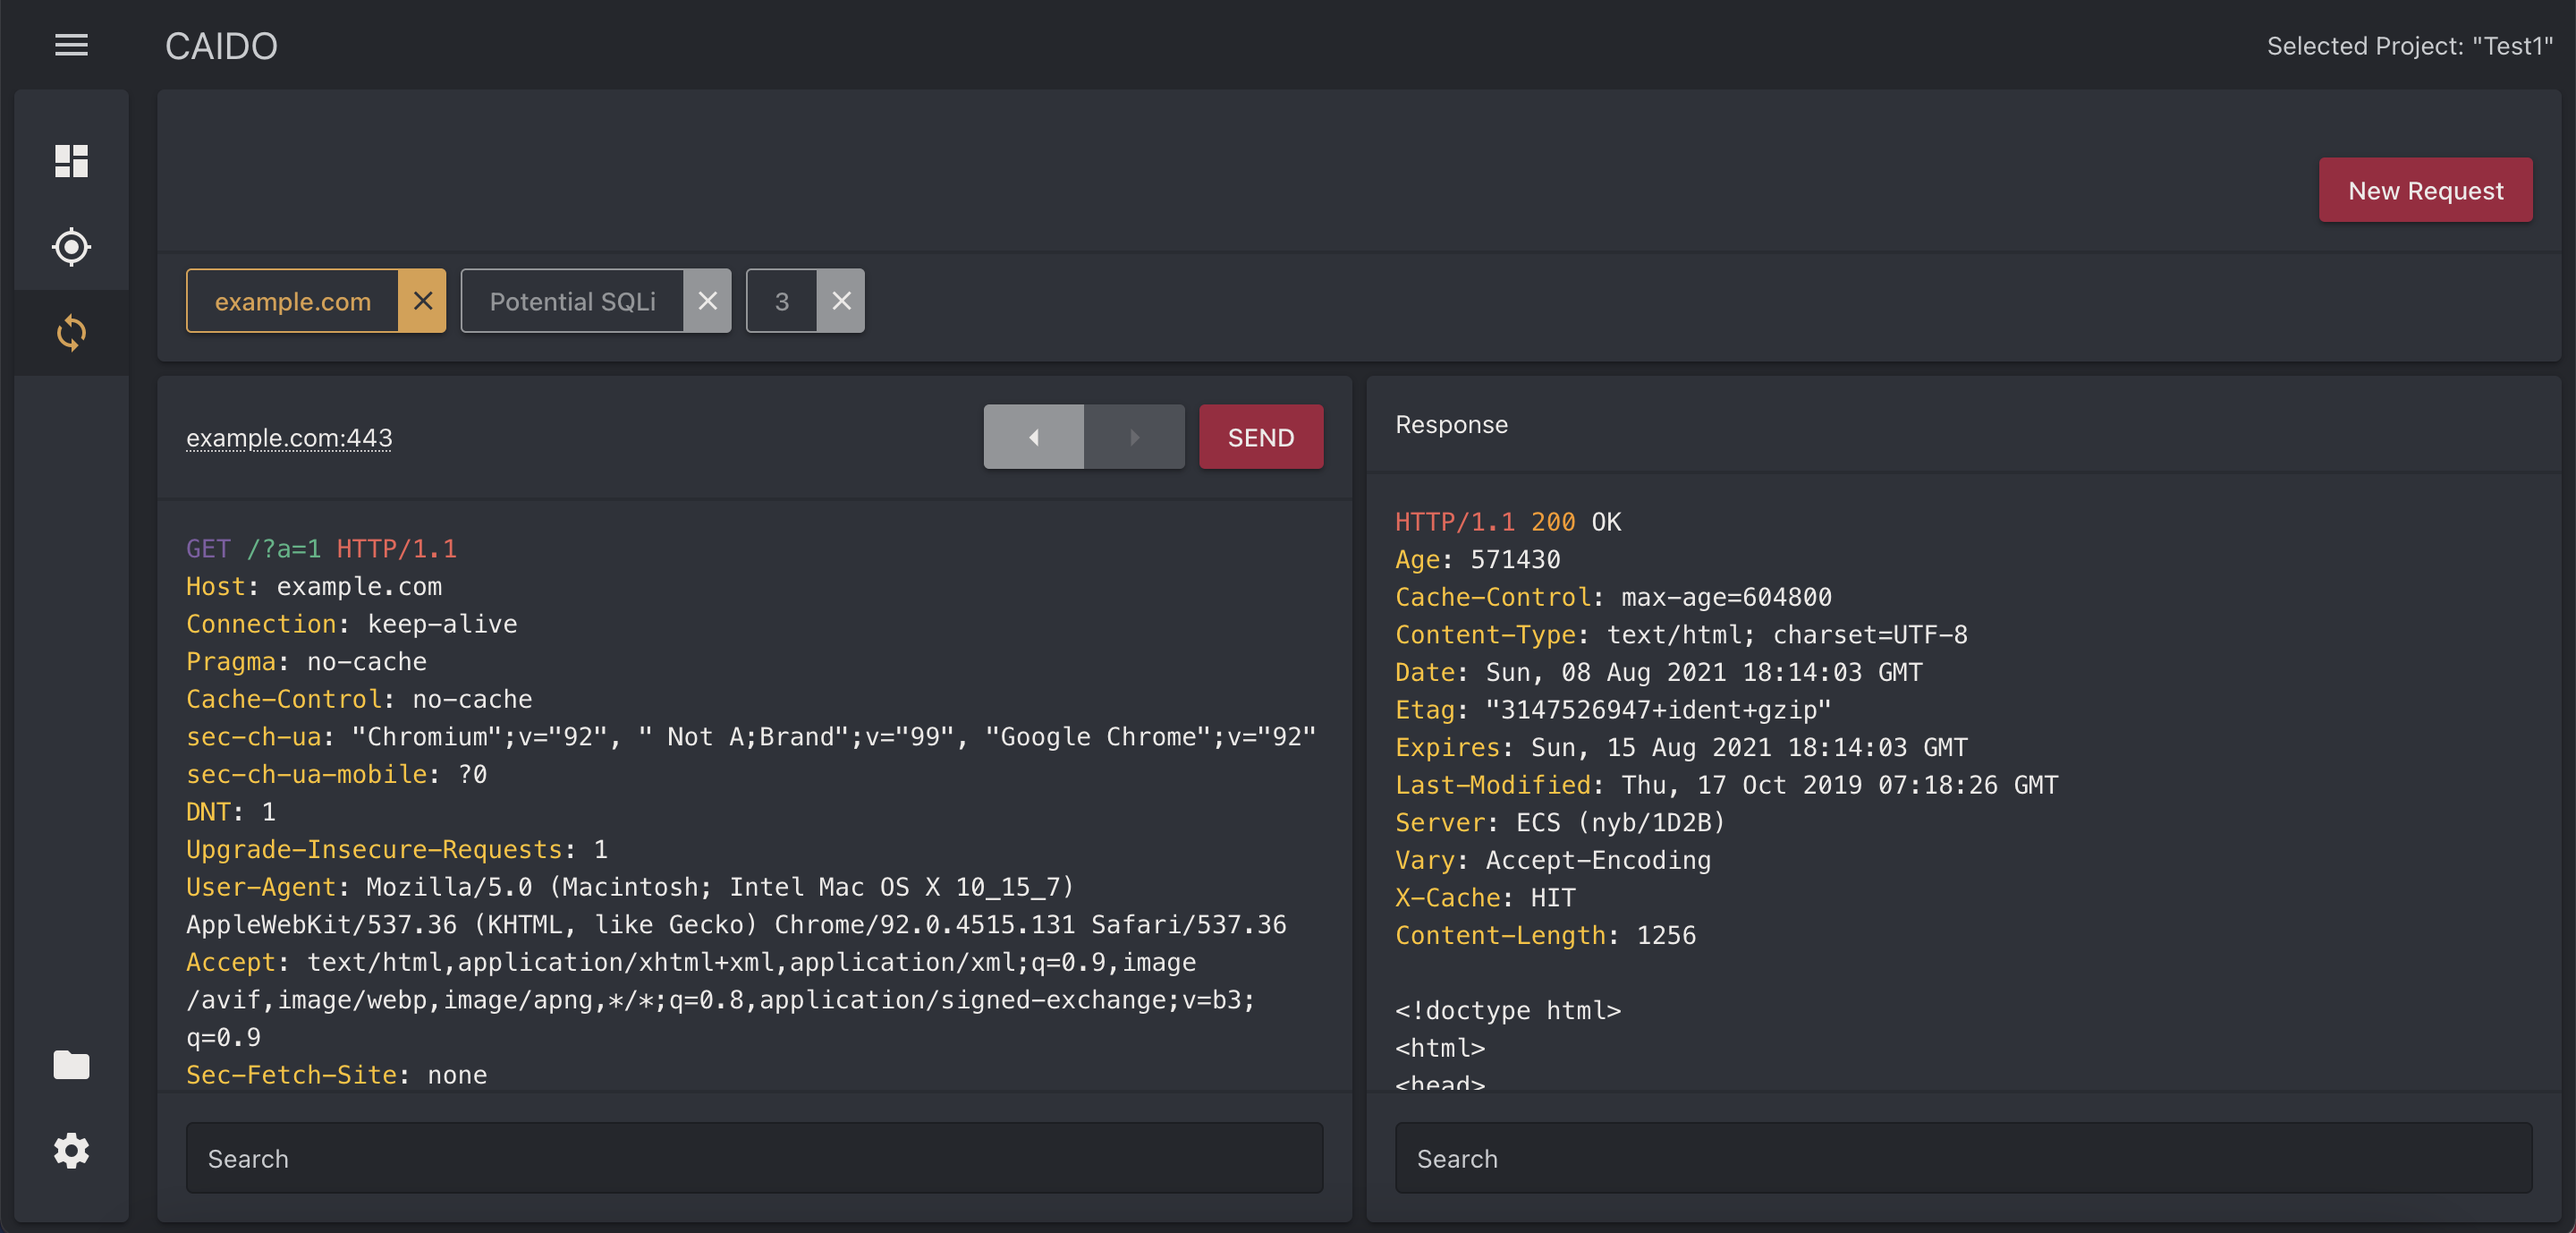 CAIDO
Selected Project: "Test1"
New Request
example.com
Potential SQLi
3
example.com:443
SEND
GET /?a=1 HTTP/1.1
Host: example.com
Connection: keep-alive
Pragma: no-cache
Cache-Control: no-cache
sec-ch-ua: "Chromium";v="92", " Not A;Brand";v="99", "Google Chrome";v="92"
sec-ch-ua-mobile: ?0
DNT: 1
Upgrade-Insecure-Requests: 1
User-Agent: Mozilla/5.0 (Macintosh; Intel Mac OS X 10_15_7)
AppleWebKit/537.36 (KHTML, like Gecko) Chrome/92.0.4515.131 Safari/537.36
Accept: text/html,application/xhtml+xml,application/xml;q=0.9,image
/avif,image/webp,image/apng,*/*;q=0.8,application/signed-exchange;v=b3;
q=0.9
Sec-Fetch-Site: none
Search
Response
HTTP/1.1 200 OK
Age: 571430
Cache-Control: max-age=604800
Content-Type: text/html; charset=UTF-8
Date: Sun, 08 Aug 2021 18:14:03 GMT
Etag: "3147526947+ident+gzip"
Expires: Sun, 15 Aug 2021 18:14:03 GMT
Last-Modified: Thu, 17 Oct 2019 07:18:26 GMT
Server: ECS (nyb/1D2B)
Vary: Accept-Encoding
X-Cache: HIT
Content-Length: 1256
<!doctype html>
<html>
<head>
Search